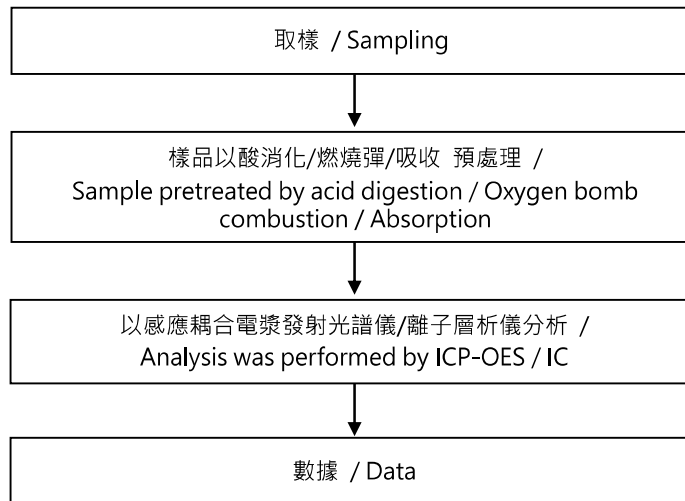 取樣 / Sampling
樣品以酸消化/燃燒彈/吸收 預處理 /
Sample pretreated by acid digestion / Oxygen bomb
combustion / Absorption
以感應耦合電漿發射光譜儀/離子層析儀分析 /
Analysis was performed by ICP-OES / IC
數據 / Data